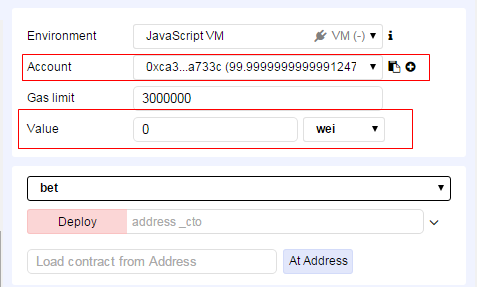 Environment JavaScript VM VM (-) i
Account 0xca3...a733c (99.9999999999991247
Gas limit 3000000
Value 0 wei
bet
Deploy address _cto
Load contract from Address At Address